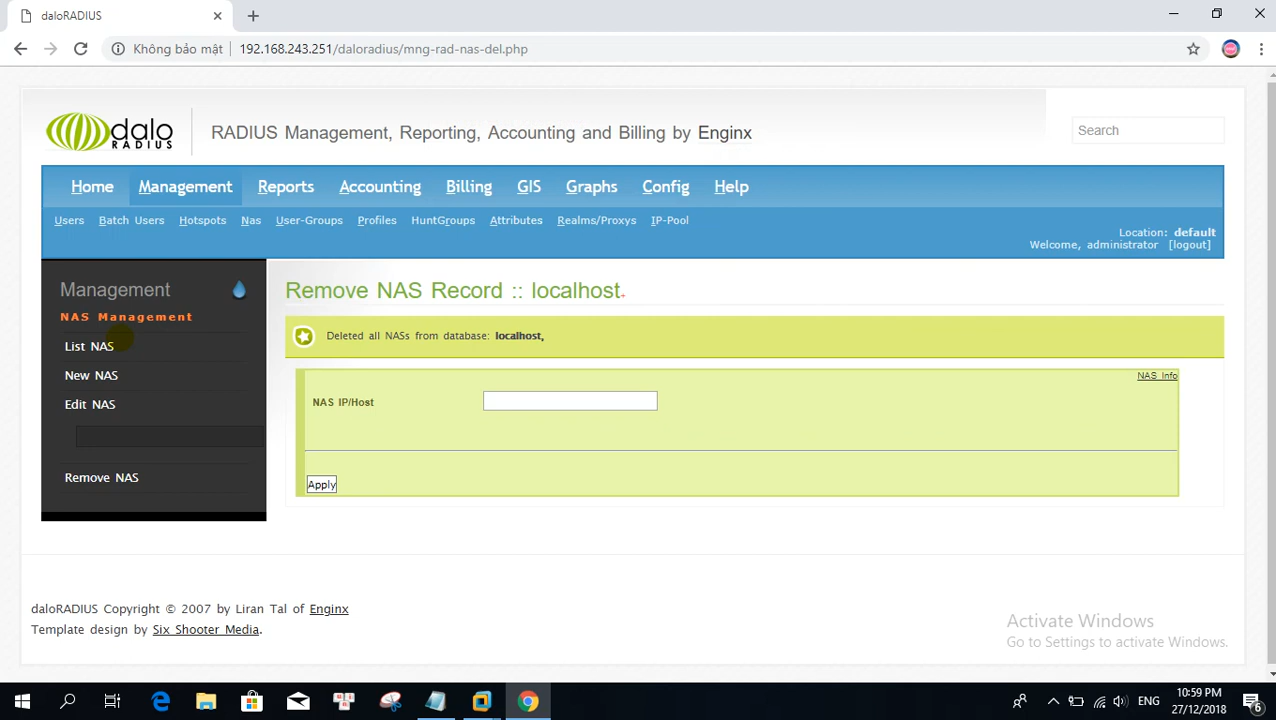 daloRADIUS
Không bảo mật | 192.168.243.251/daloradius/mng-rad-nas-del.php
dalo
RADIUS
RADIUS Management, Reporting, Accounting and Billing by Enginx
Search
Home Management Reports Accounting Billing GIS Graphs Config Help
Users Batch Users Hotspots Nas User-Groups Profiles HuntGroups Attributes Realms/Proxys IP-Pool
Location: default
Welcome, administrator [logout]
Management
NAS Management
List NAS
New NAS
Edit NAS
Remove NAS
Remove NAS Record :: localhost+
Deleted all NASs from database: localhost,
NAS Info
NAS IP/Host
Apply
daloRADIUS Copyright © 2007 by Liran Tal of Enginx
Template design by Six Shooter Media.
Activate Windows
Go to Settings to activate Windows.
ENG
10:59 PM
27/12/2018
6